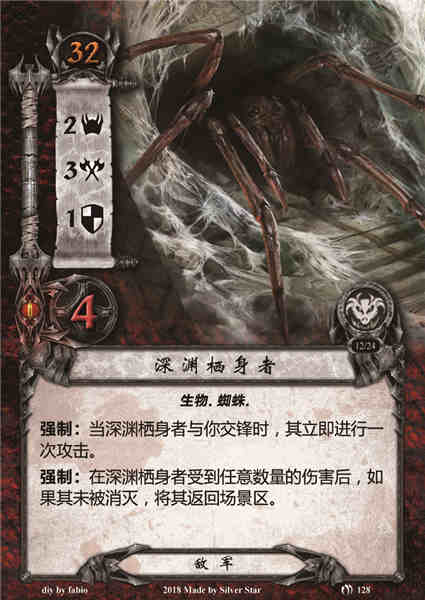 32
2
3
1
4
12/24
深渊栖身者
生物. 蜘蛛.
强制：当深渊栖身者与你交锋时，其立即进行一
次攻击。
强制：在深渊栖身者受到任意数量的伤害后，如
果其未被消灭，将其返回场景区。
敌军
diy by fabio
2018 Made by Silver Star
128